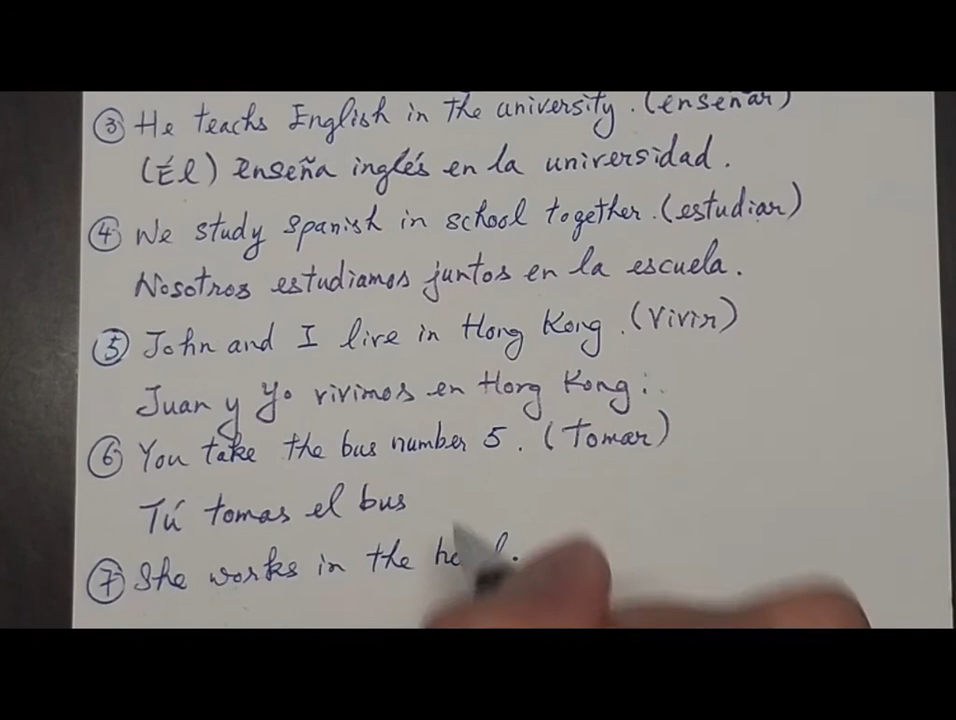 ③ He teachs English in the university. (enseñar)
(Él) enseña inglés en la universidad.
④ We study Spanish in school together. (estudiar)
Nosotros estudiamos juntos en la escuela.
⑤ John and I live in Hong Kong. (Vivir)
Juan y yo vivimos en Hong Kong.
⑥ You take the bus number 5. (Tomar)
Tú tomas el bus
⑦ She works in the